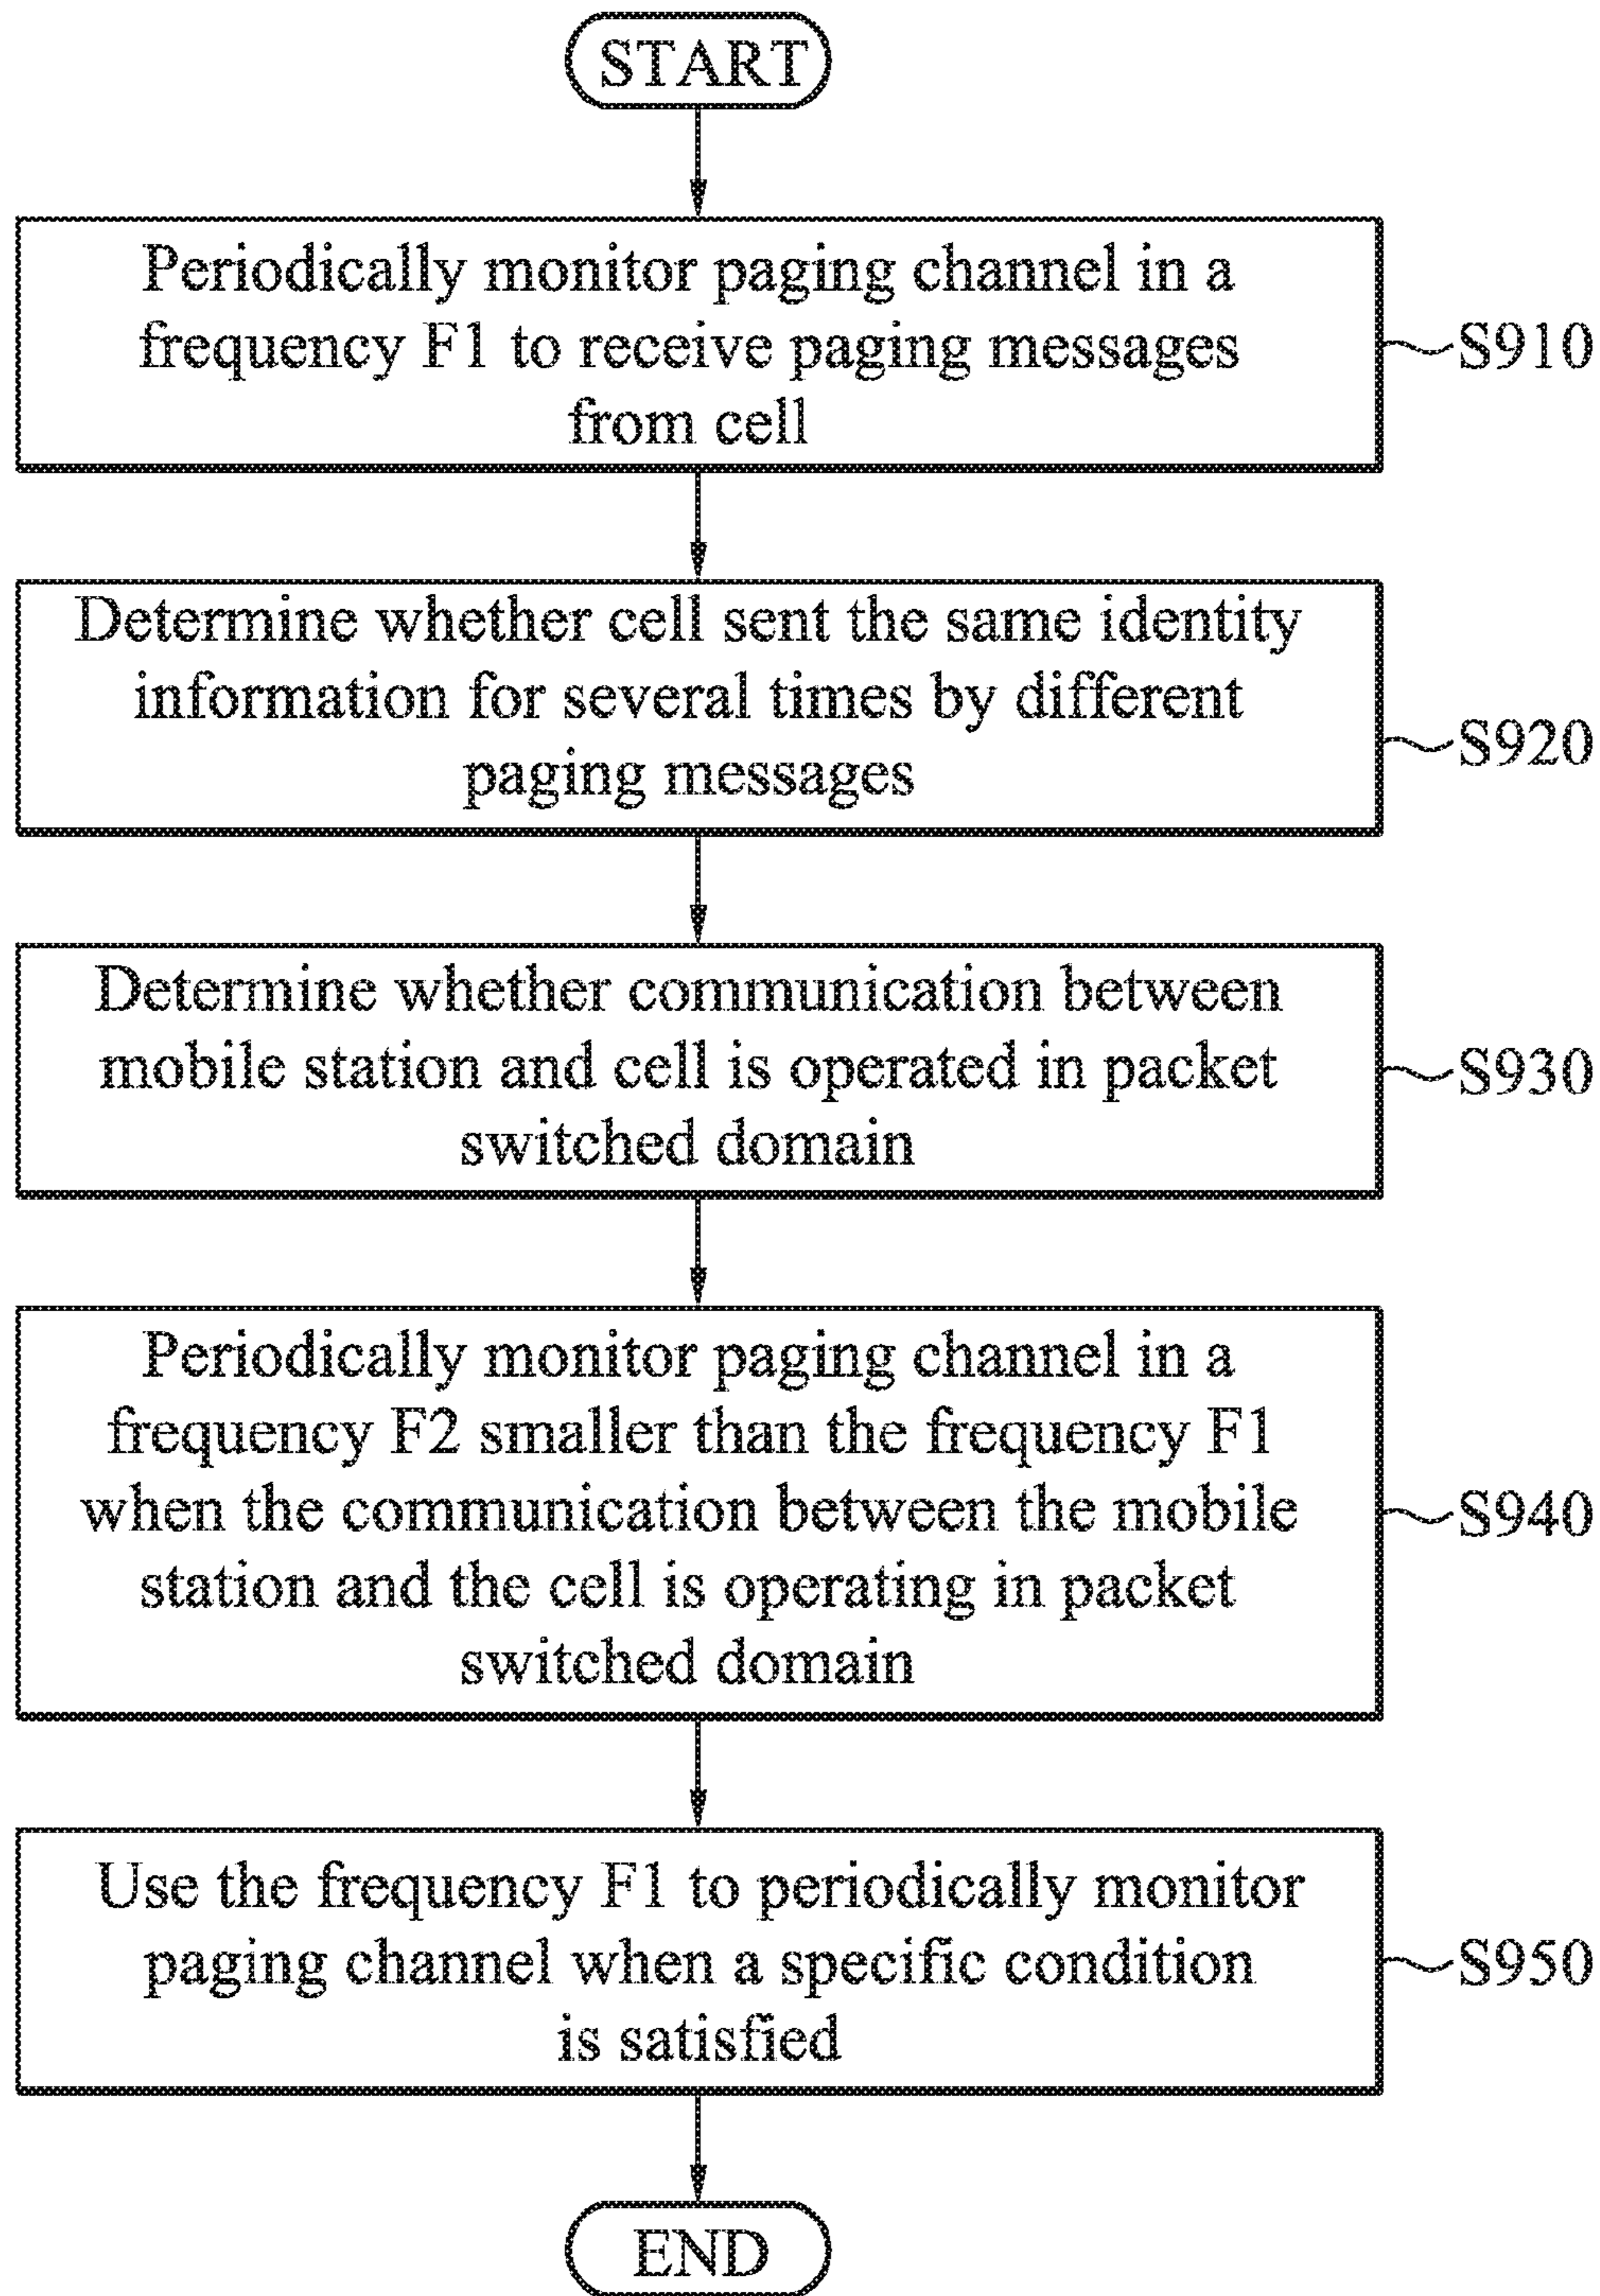 START
Periodically monitor paging channel in a
frequency F1 to receive paging messages
from cell
S910
Determine whether cell sent the same identity
information for several times by different
paging messages
S920
Determine whether communication between
mobile station and cell is operated in packet
switched domain
S930
Periodically monitor paging channel in a
frequency F2 smaller than the frequency F1
when the communication between the mobile
station and the cell is operating in packet
switched domain
S940
Use the frequency F1 to periodically monitor
paging channel when a specific condition
is satisfied
S950
END